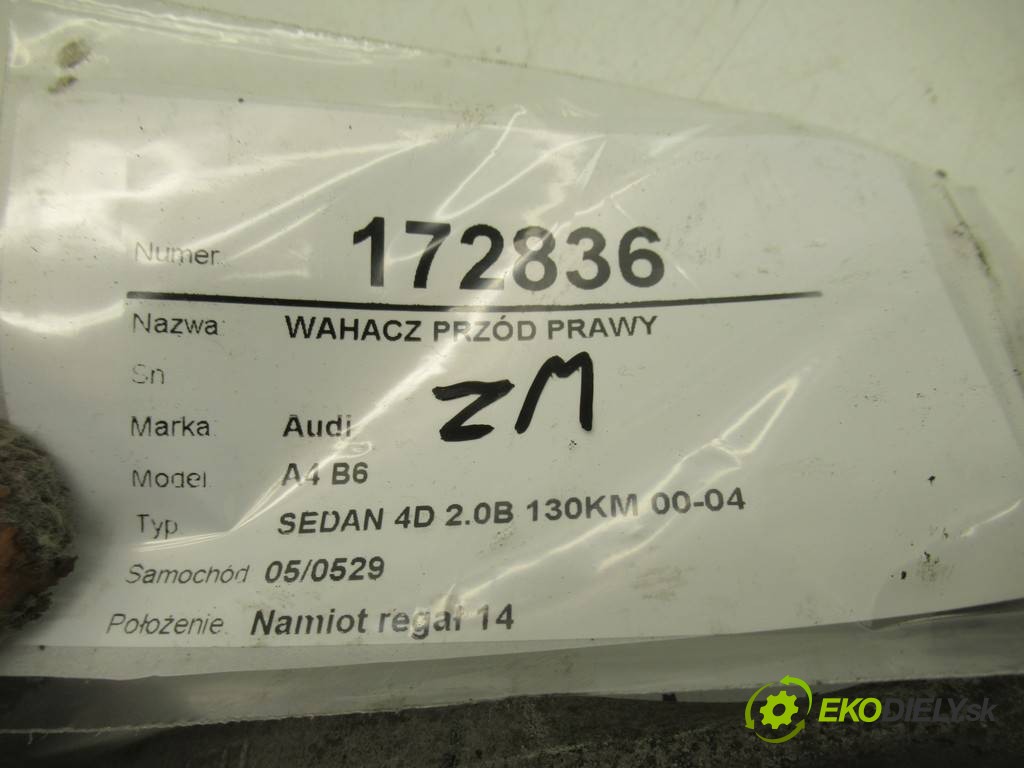 Numer: 172836
Nazwa: WAHACZ PRZÓD PRAWY
Sn
ZM
Marka: Audi
Model: A4 B6
Typ: SEDAN 4D 2.0B 130KM 00-04
Samochód 05/0529
Położenie: Namiot regał 14
EKODIELY.sk